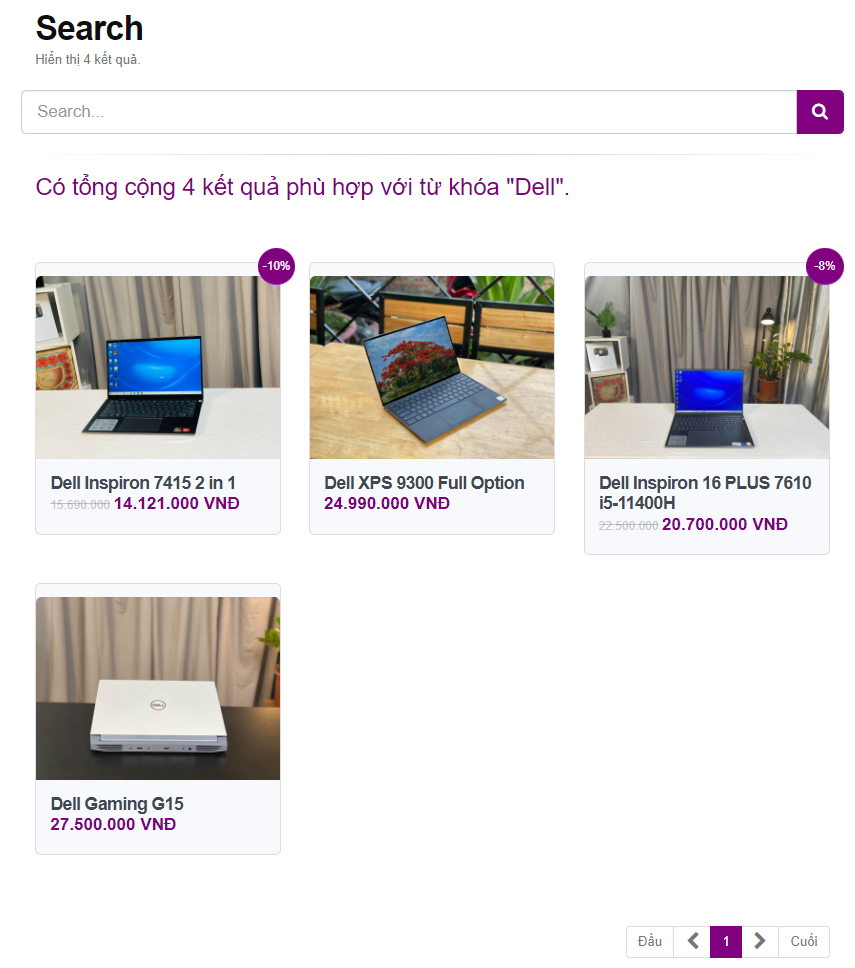 Search
Hiển thị 4 kết quả.
Search...
Có tổng cộng 4 kết quả phù hợp với từ khóa "Dell".
-10%
-8%
Dell Inspiron 7415 2 in 1
15.690.000 14.121.000 VNĐ
Dell XPS 9300 Full Option
24.990.000 VNĐ
Dell Inspiron 16 PLUS 7610
i5-11400H
22.500.000 20.700.000 VNĐ
DELL
Dell Gaming G15
27.500.000 VNĐ
Đầu 1 Cuối